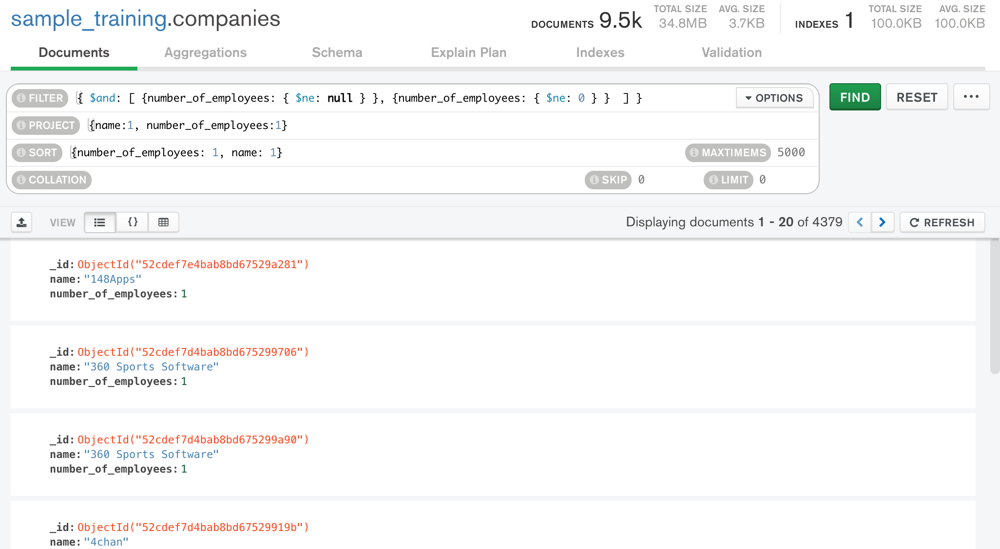 sample_training.companies
DOCUMENTS 9.5k TOTAL SIZE 34.8MB AVG. SIZE 3.7KB INDEXES 1 TOTAL SIZE 100.0KB AVG. SIZE 100.0KB
Documents Aggregations Schema Explain Plan Indexes Validation
FILTER { $and: [ {number_of_employees: { $ne: null } }, {number_of_employees: { $ne: 0 } }  ] } OPTIONS FIND RESET ...
PROJECT {name:1, number_of_employees:1}
SORT {number_of_employees: 1, name: 1} MAXTIMEMS 5000
COLLATION SKIP 0 LIMIT 0
VIEW {} Displaying documents 1 - 20 of 4379 < > REFRESH
_id: ObjectId("52cdef7e4bab8bd67529a281")
name: "148Apps"
number_of_employees: 1
_id: ObjectId("52cdef7d4bab8bd675299706")
name: "360 Sports Software"
number_of_employees: 1
_id: ObjectId("52cdef7d4bab8bd675299a90")
name: "360 Sports Software"
number_of_employees: 1
_id: ObjectId("52cdef7d4bab8bd67529919b")
name: "4chan"